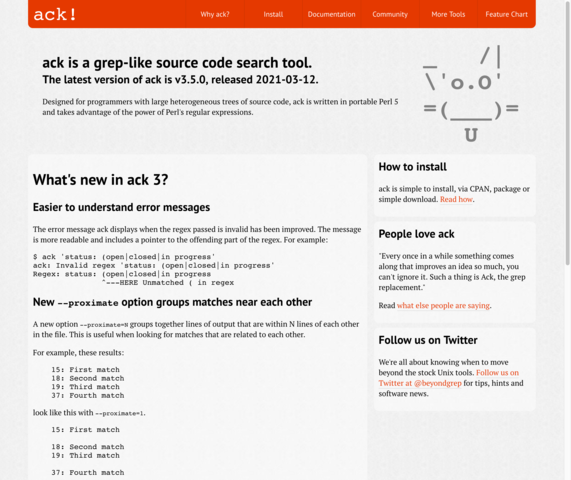 ack!
Why ack? Install Documentation Community More Tools Feature Chart
ack is a grep-like source code search tool.
The latest version of ack is v3.5.0, released 2021-03-12.
Designed for programmers with large heterogeneous trees of source code, ack is written in portable Perl 5
and takes advantage of the power of Perl's regular expressions.
_ /|
\'o.O'
=(___)=
U
What's new in ack 3?
Easier to understand error messages
The error message ack displays when the regex passed is invalid has been improved. The message
is more readable and includes a pointer to the offending part of the regex. For example:
$ ack 'status: (open|closed|in progress'
ack: Invalid regex 'status: (open|closed|in progress'
Regex: status: (open|closed|in progress
^---HERE Unmatched ( in regex
New --proximate option groups matches near each other
A new option --proximate=N groups together lines of output that are within N lines of each other
in the file. This is useful when looking for matches that are related to each other.
For example, these results:
15: First match
18: Second match
19: Third match
37: Fourth match
look like this with --proximate=1.
15: First match
18: Second match
19: Third match
37: Fourth match
How to install
ack is simple to install, via CPAN, package or
simple download. Read how.
People love ack
"Every once in a while something comes
along that improves an idea so much, you
can't ignore it. Such a thing is Ack, the grep
replacement."
Read what else people are saying.
Follow us on Twitter
We're all about knowing when to move
beyond the stock Unix tools. Follow us on
Twitter at @beyondgrep for tips, hints and
software news.